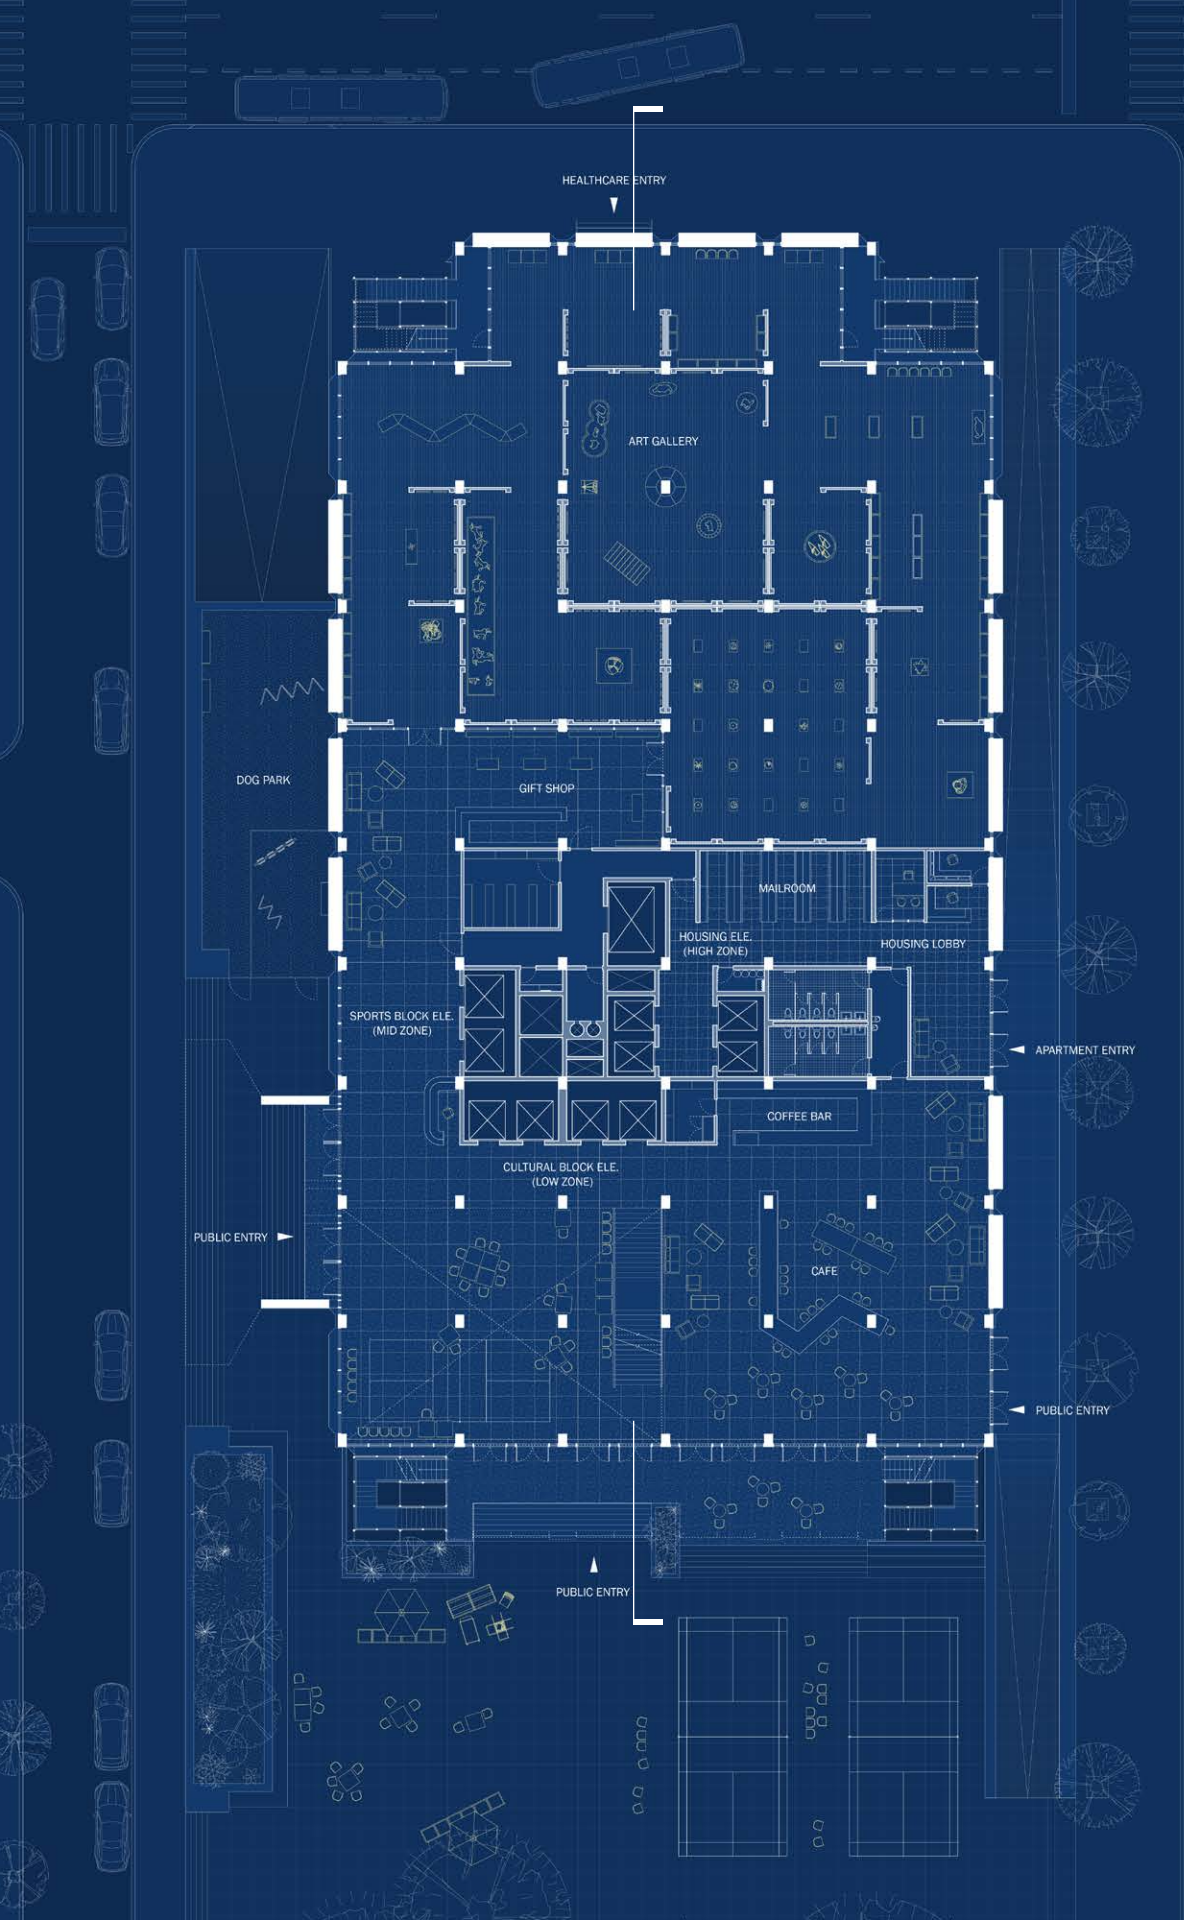 HEALTHCARE ENTRY
ART GALLERY
DOG PARK
GIFT SHOP
MAILROOM
HOUSING ELE.
(HIGH ZONE)
HOUSING LOBBY
SPORTS BLOCK ELE.
(MID ZONE)
APARTMENT ENTRY
COFFEE BAR
CULTURAL BLOCK ELE.
(LOW ZONE)
PUBLIC ENTRY
CAFE
PUBLIC ENTRY
PUBLIC ENTRY